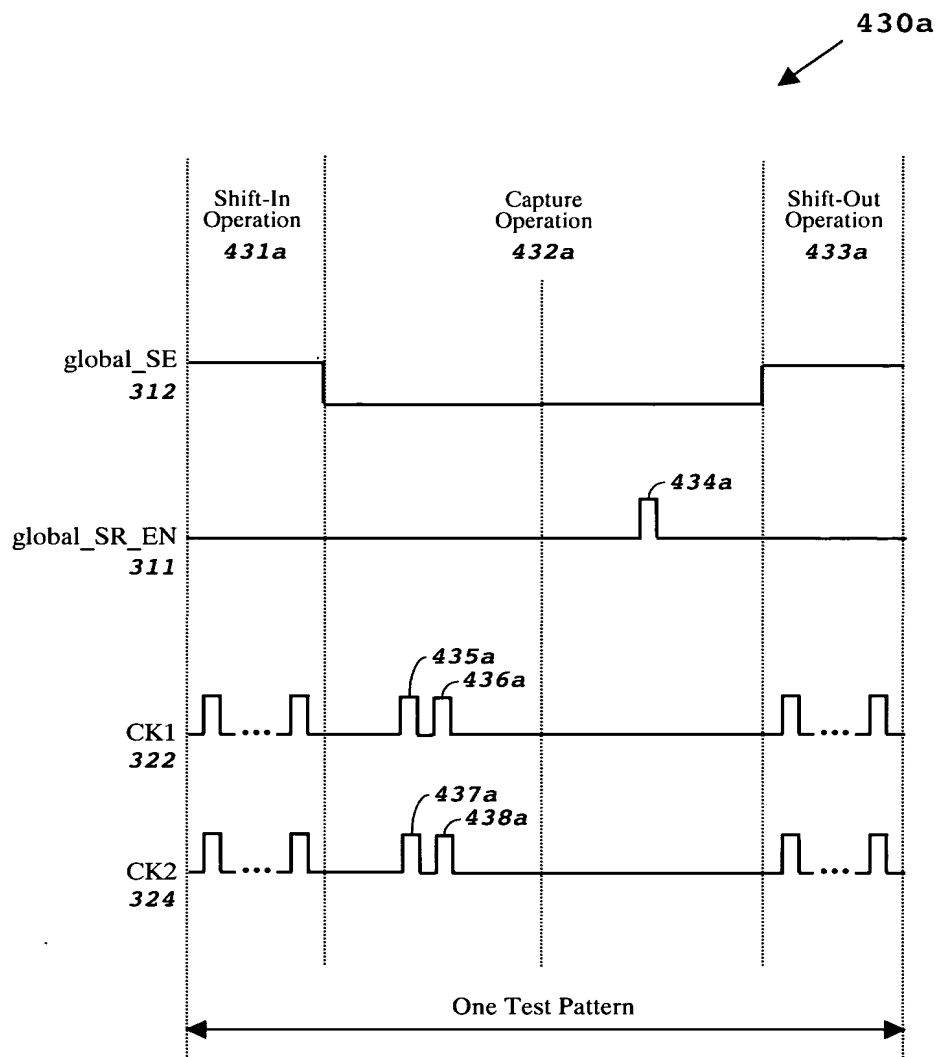 430a
Shift-In
Operation
431a
Capture
Operation
432a
Shift-Out
Operation
433a
global_SE
312
434a
global_SR_EN
311
435a
436a
CK1
...
...
322
437a
438a
CK2
...
...
324
One Test Pattern